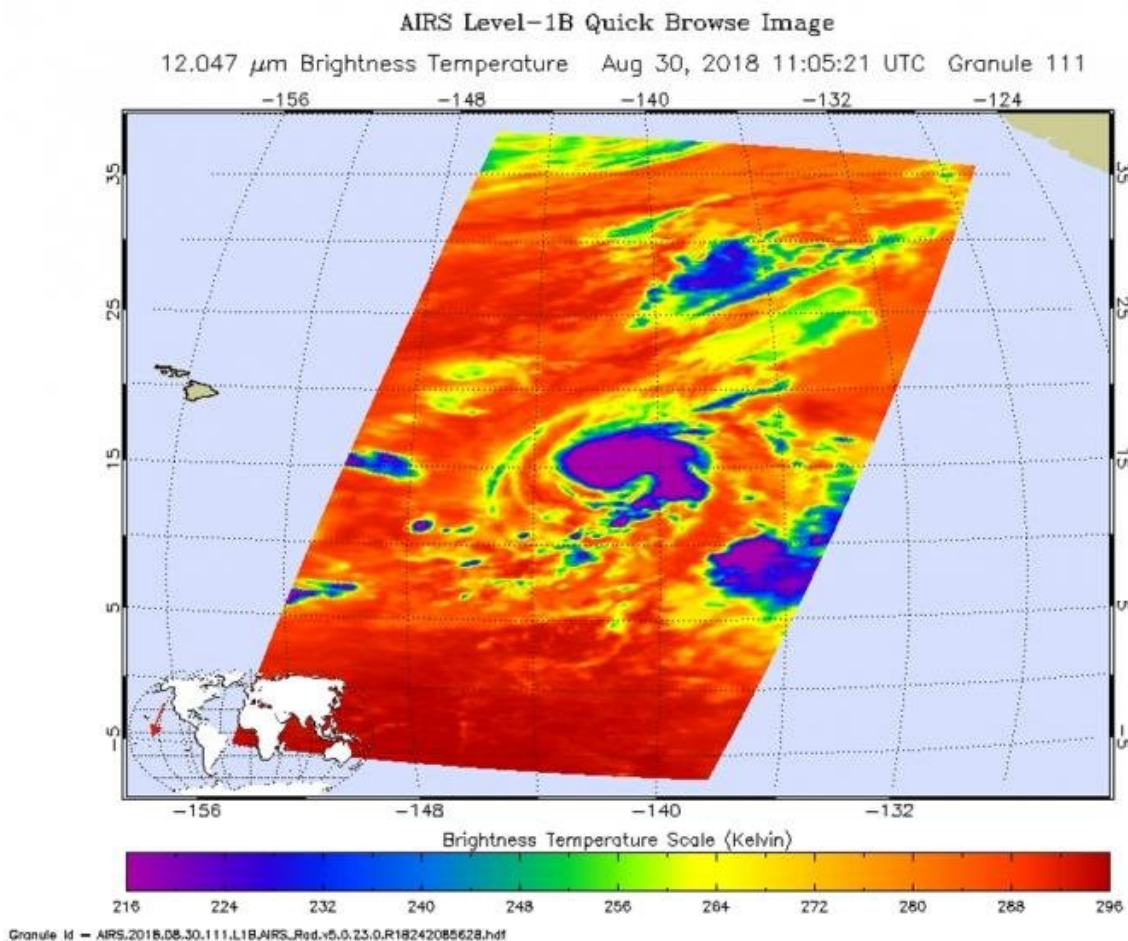 AIRS Level-1B Quick Browse Image
12.047 μm Brightness Temperature Aug 30, 2018 11:05:21 UTC Granule 111
-156 -148 -140 -132 -124
35 35
25 25
15 15
5 5
-5 -5
-156 -148 -140 -132
Brightness Temperature Scale (Kelvin)
216 224 232 240 248 256 264 272 280 288 296
Granule Id = AIRS.2018.08.30.111.L1B.AIRS_Rad.v5.0.23.0.R18242085628.hdf